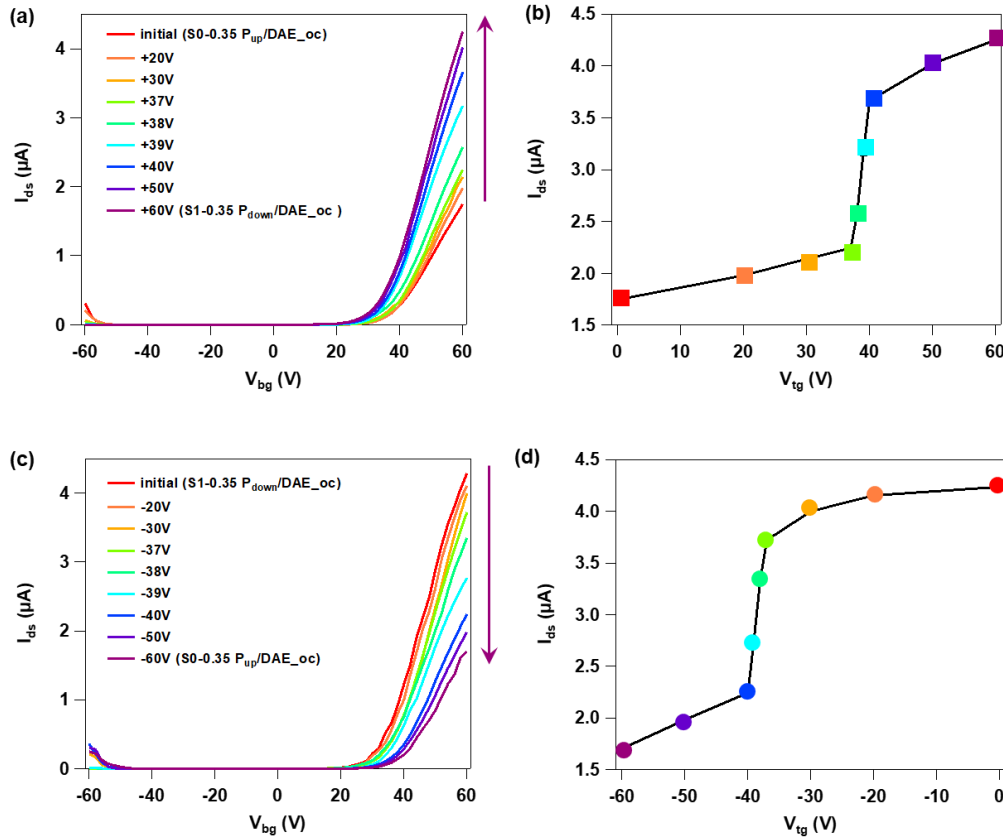 (a)
initial (S0-0.35 Pup/DAE_oc)
+20V
+30V
+37V
+38V
+39V
+40V
+50V
+60V (S1-0.35 Pdown/DAE_oc )
Ids (µA)
4
3
2
1
0
-60 -40 -20 0 20 40 60
Vbg (V)
(b)
Ids (µA)
4.5
4.0
3.5
3.0
2.5
2.0
1.5
0 10 20 30 40 50 60
Vtg (V)
(c)
initial (S1-0.35 Pdown/DAE_oc)
-20V
-30V
-37V
-38V
-39V
-40V
-50V
-60V (S0-0.35 Pup/DAE_oc)
Ids (µA)
4
3
2
1
0
-60 -40 -20 0 20 40 60
Vbg (V)
(d)
Ids (µA)
4.5
4.0
3.5
3.0
2.5
2.0
1.5
-60 -50 -40 -30 -20 -10 0
Vtg (V)